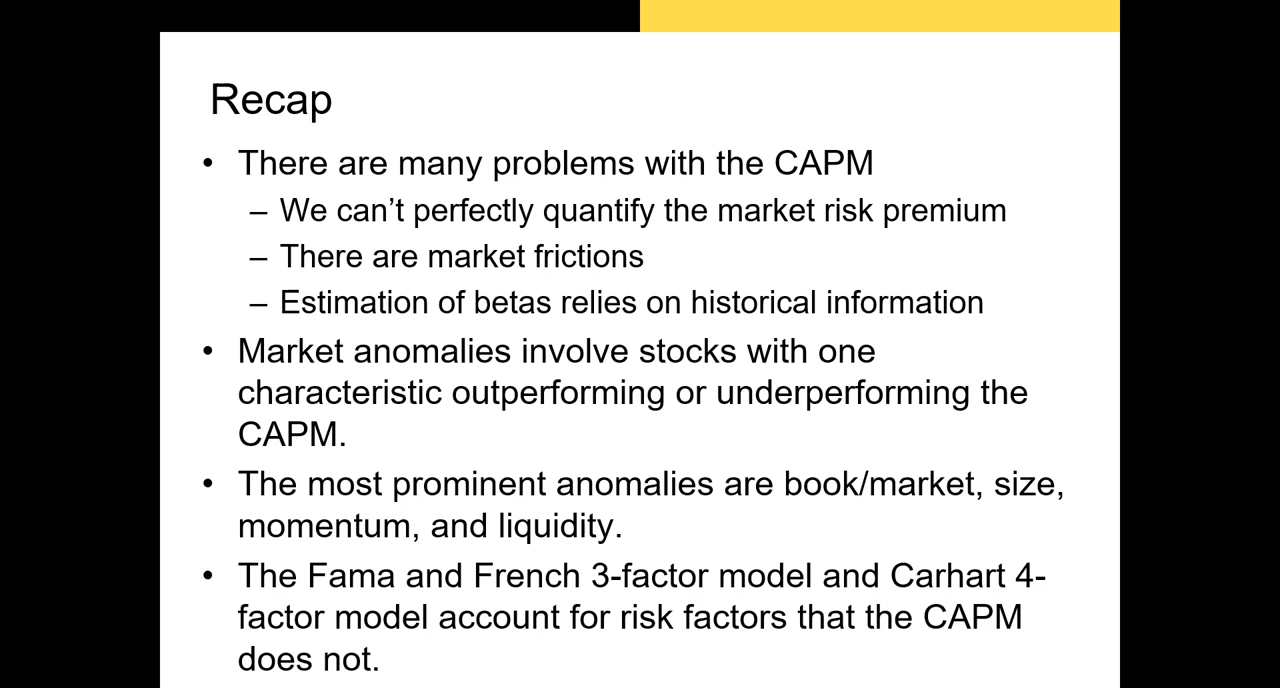 Recap
• There are many problems with the CAPM
– We can’t perfectly quantify the market risk premium
– There are market frictions
– Estimation of betas relies on historical information
• Market anomalies involve stocks with one
characteristic outperforming or underperforming the
CAPM.
• The most prominent anomalies are book/market, size,
momentum, and liquidity.
• The Fama and French 3-factor model and Carhart 4-
factor model account for risk factors that the CAPM
does not.